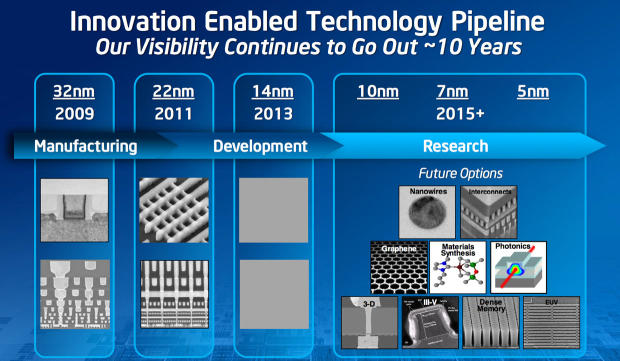 Innovation Enabled Technology Pipeline
Our Visibility Continues to Go Out ~10 Years
32nm
2009
22nm
2011
14nm
2013
10nm 7nm 5nm
2015+
Manufacturing Development Research
Future Options
Nanowires Interconnects
Graphene Materials Synthesis Photonics
3-D III-V Dense Memory EUV